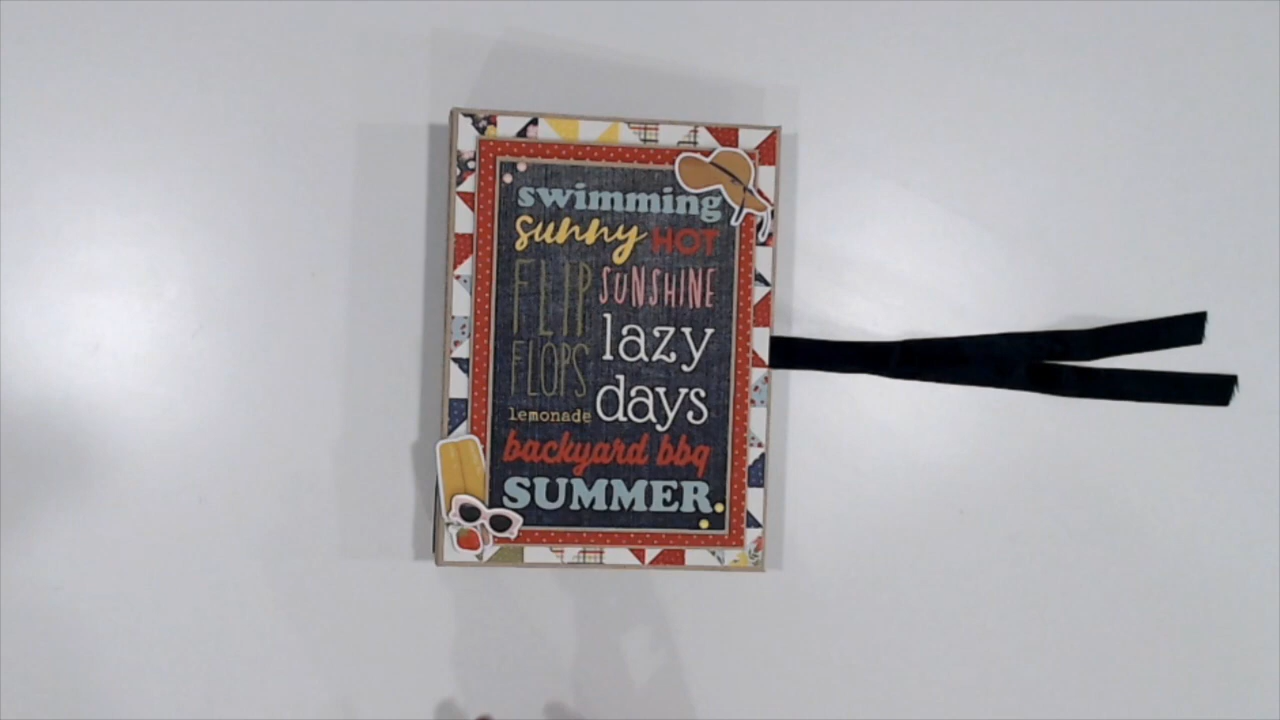 swimming
sunny HOT
FLIP SUNSHINE
FLOPS lazy
lemonade days
backyard bbq
SUMMER